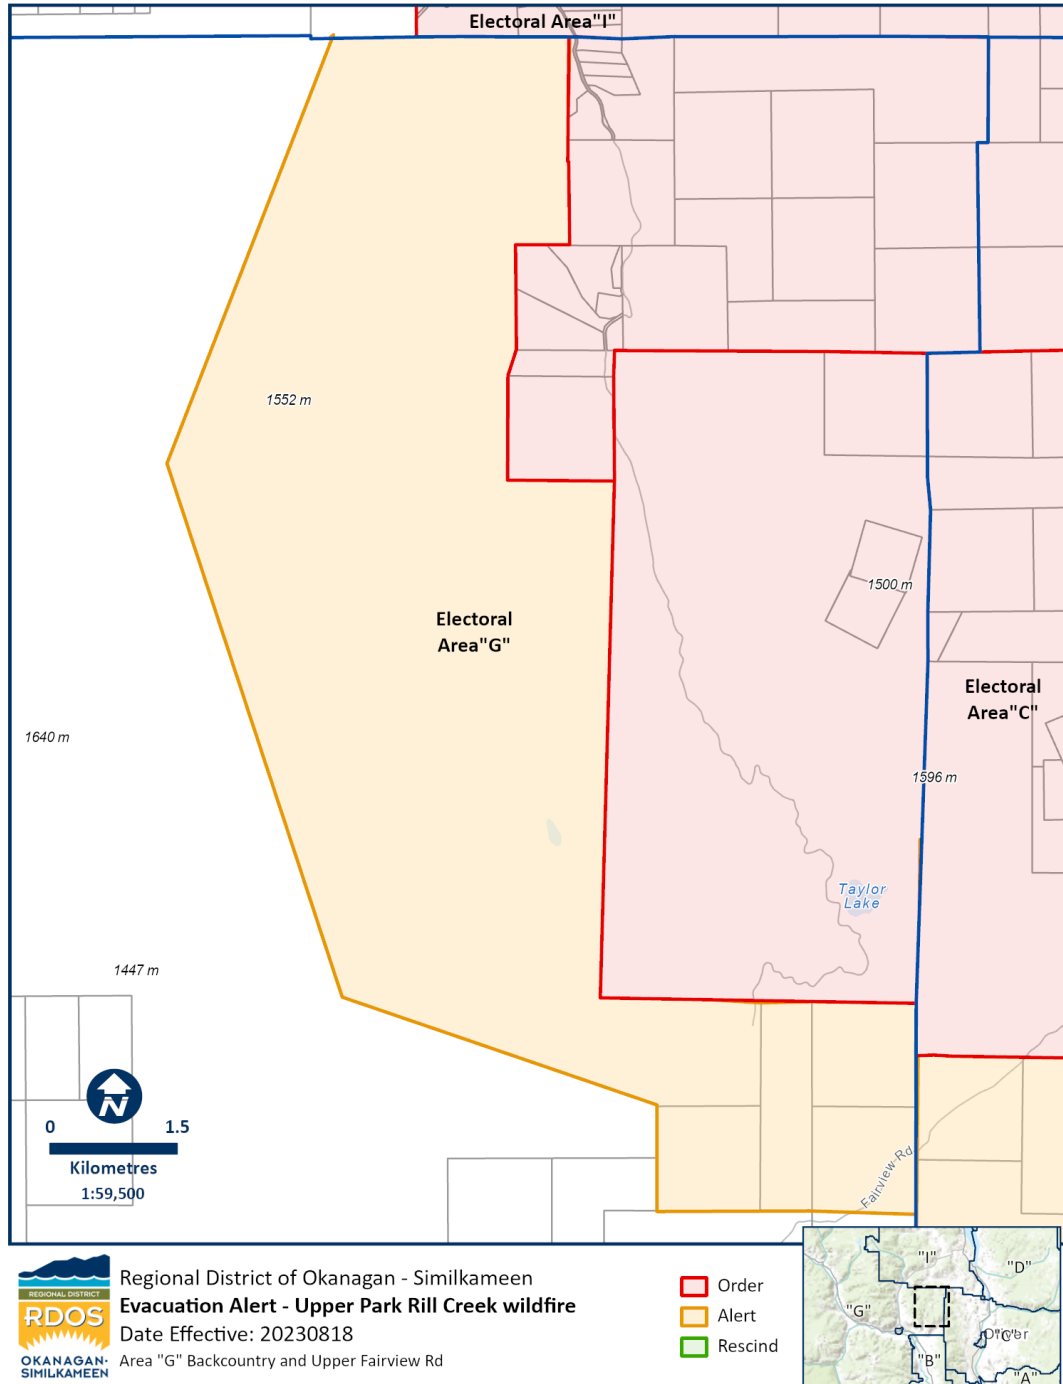 Electoral Area"I"
1552 m
Electoral
Area"G"
1500 m
Electoral
Area"C"
1640 m
1596 m
Taylor
Lake
1447 m
N
0 1.5
Kilometres
1:59,500
Fairview Rd
REGIONAL DISTRICT
RDOS
OKANAGAN-
SIMILKAMEEN
Regional District of Okanagan - Similkameen
Evacuation Alert - Upper Park Rill Creek wildfire
Date Effective: 20230818
Area "G" Backcountry and Upper Fairview Rd
Order
Alert
Rescind
"I"
"D"
"G"
Oliver
"C"
"B"
"A"